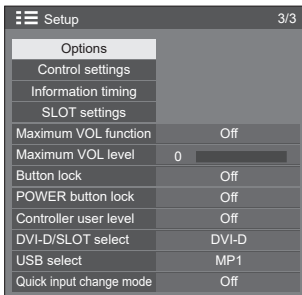 Setup 3/3
Options
Control settings
Information timing
SLOT settings
Maximum VOL function Off
Maximum VOL level 0
Button lock Off
POWER button lock Off
Controller user level Off
DVI-D/SLOT select DVI-D
USB select MP1
Quick input change mode Off